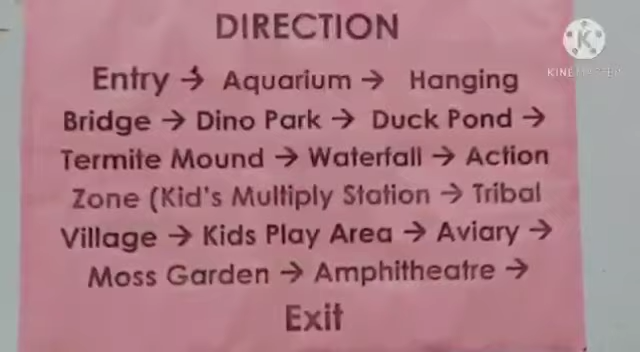 DIRECTION
Entry → Aquarium → Hanging
Bridge → Dino Park → Duck Pond →
Termite Mound → Waterfall → Action
Zone (Kid's Multiply Station → Tribal
Village → Kids Play Area → Aviary →
Moss Garden → Amphitheatre →
Exit
K
KINEMASTER